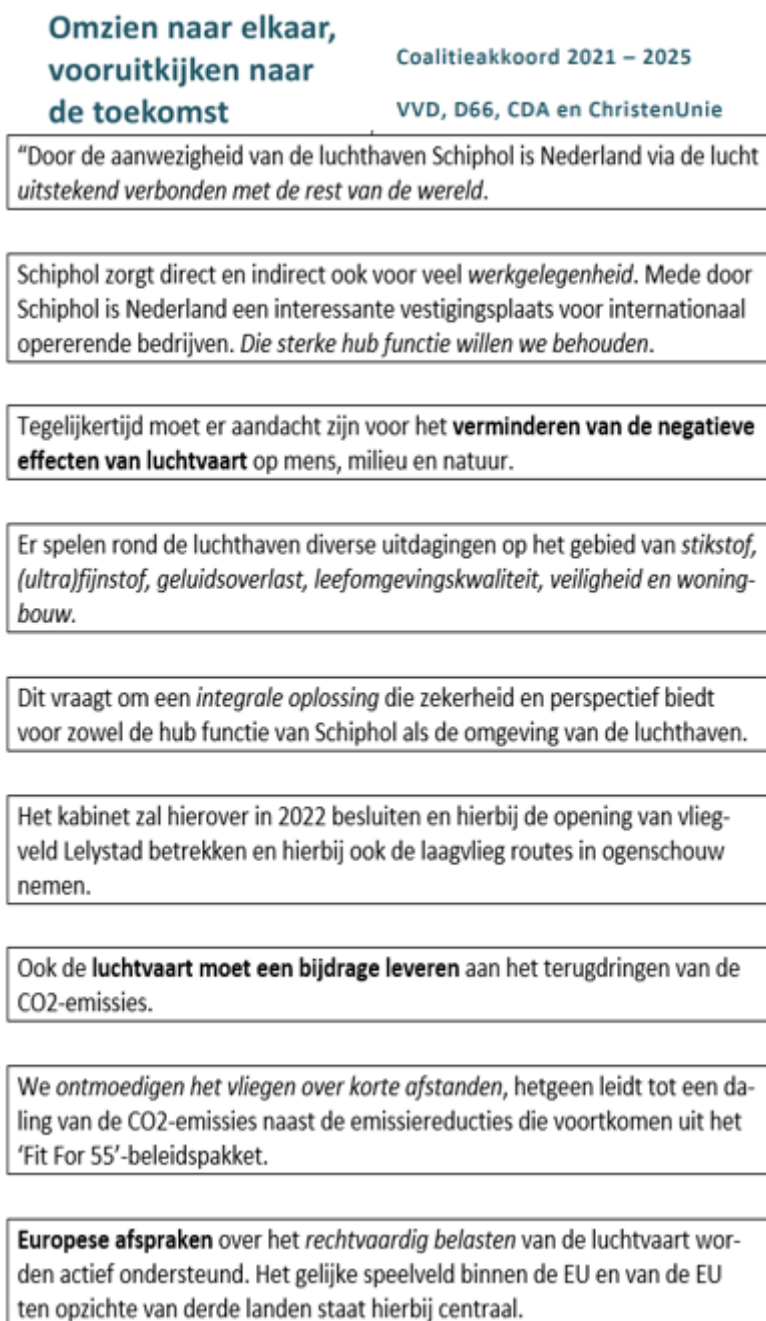 Omzien naar elkaar,
vooruitkijken naar
de toekomst
Coalitieakkoord 2021 – 2025
VVD, D66, CDA en ChristenUnie
“Door de aanwezigheid van de luchthaven Schiphol is Nederland via de lucht
uitstekend verbonden met de rest van de wereld.
Schiphol zorgt direct en indirect ook voor veel werkgelegenheid. Mede door
Schiphol is Nederland een interessante vestigingsplaats voor internationaal
opererende bedrijven. Die sterke hub functie willen we behouden.
Tegelijkertijd moet er aandacht zijn voor het verminderen van de negatieve
effecten van luchtvaart op mens, milieu en natuur.
Er spelen rond de luchthaven diverse uitdagingen op het gebied van stikstof,
(ultra)fijnstof, geluidsoverlast, leefomgevingskwaliteit, veiligheid en woning-
bouw.
Dit vraagt om een integrale oplossing die zekerheid en perspectief biedt
voor zowel de hub functie van Schiphol als de omgeving van de luchthaven.
Het kabinet zal hierover in 2022 besluiten en hierbij de opening van vlieg-
veld Lelystad betrekken en hierbij ook de laagvlieg routes in ogenschouw
nemen.
Ook de luchtvaart moet een bijdrage leveren aan het terugdringen van de
CO2-emissies.
We ontmoedigen het vliegen over korte afstanden, hetgeen leidt tot een da-
ling van de CO2-emissies naast de emissiereducties die voortkomen uit het
‘Fit For 55’-beleidspakket.
Europese afspraken over het rechtvaardig belasten van de luchtvaart wor-
den actief ondersteund. Het gelijke speelveld binnen de EU en van de EU
ten opzichte van derde landen staat hierbij centraal.